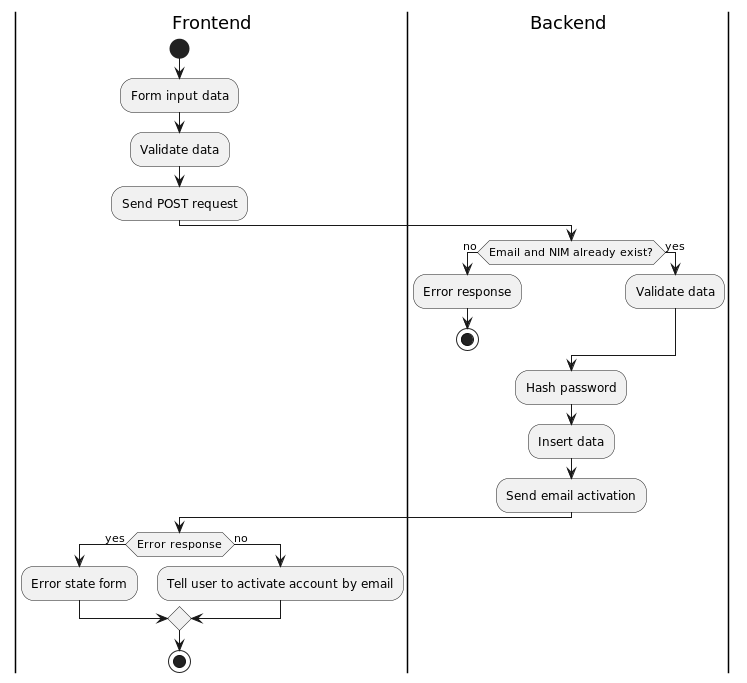 Frontend
Backend
Form input data
Validate data
Send POST request
no
Email and NIM already exist?
yes
Error response
Validate data
Hash password
Insert data
Send email activation
yes
Error response
no
Error state form
Tell user to activate account by email